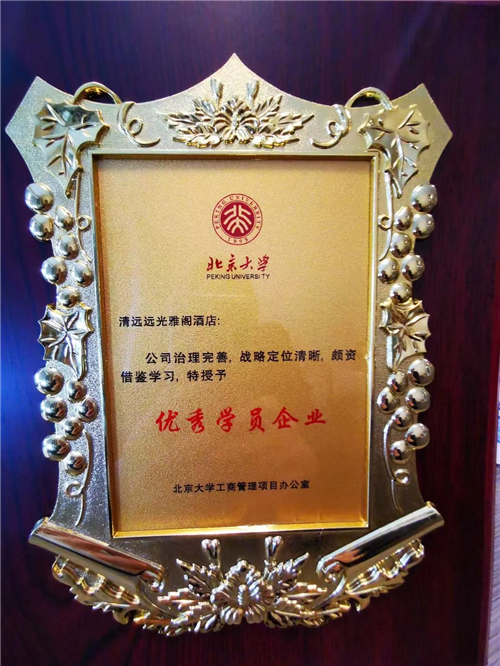 PEKING UNIVERSITY
1898
北京大学
PEKING UNIVERSITY
清远远光雅阁酒店:
公司治理完善, 战略定位清晰, 颇资
借鉴学习, 特授予
优秀学员企业
北京大学工商管理项目办公室